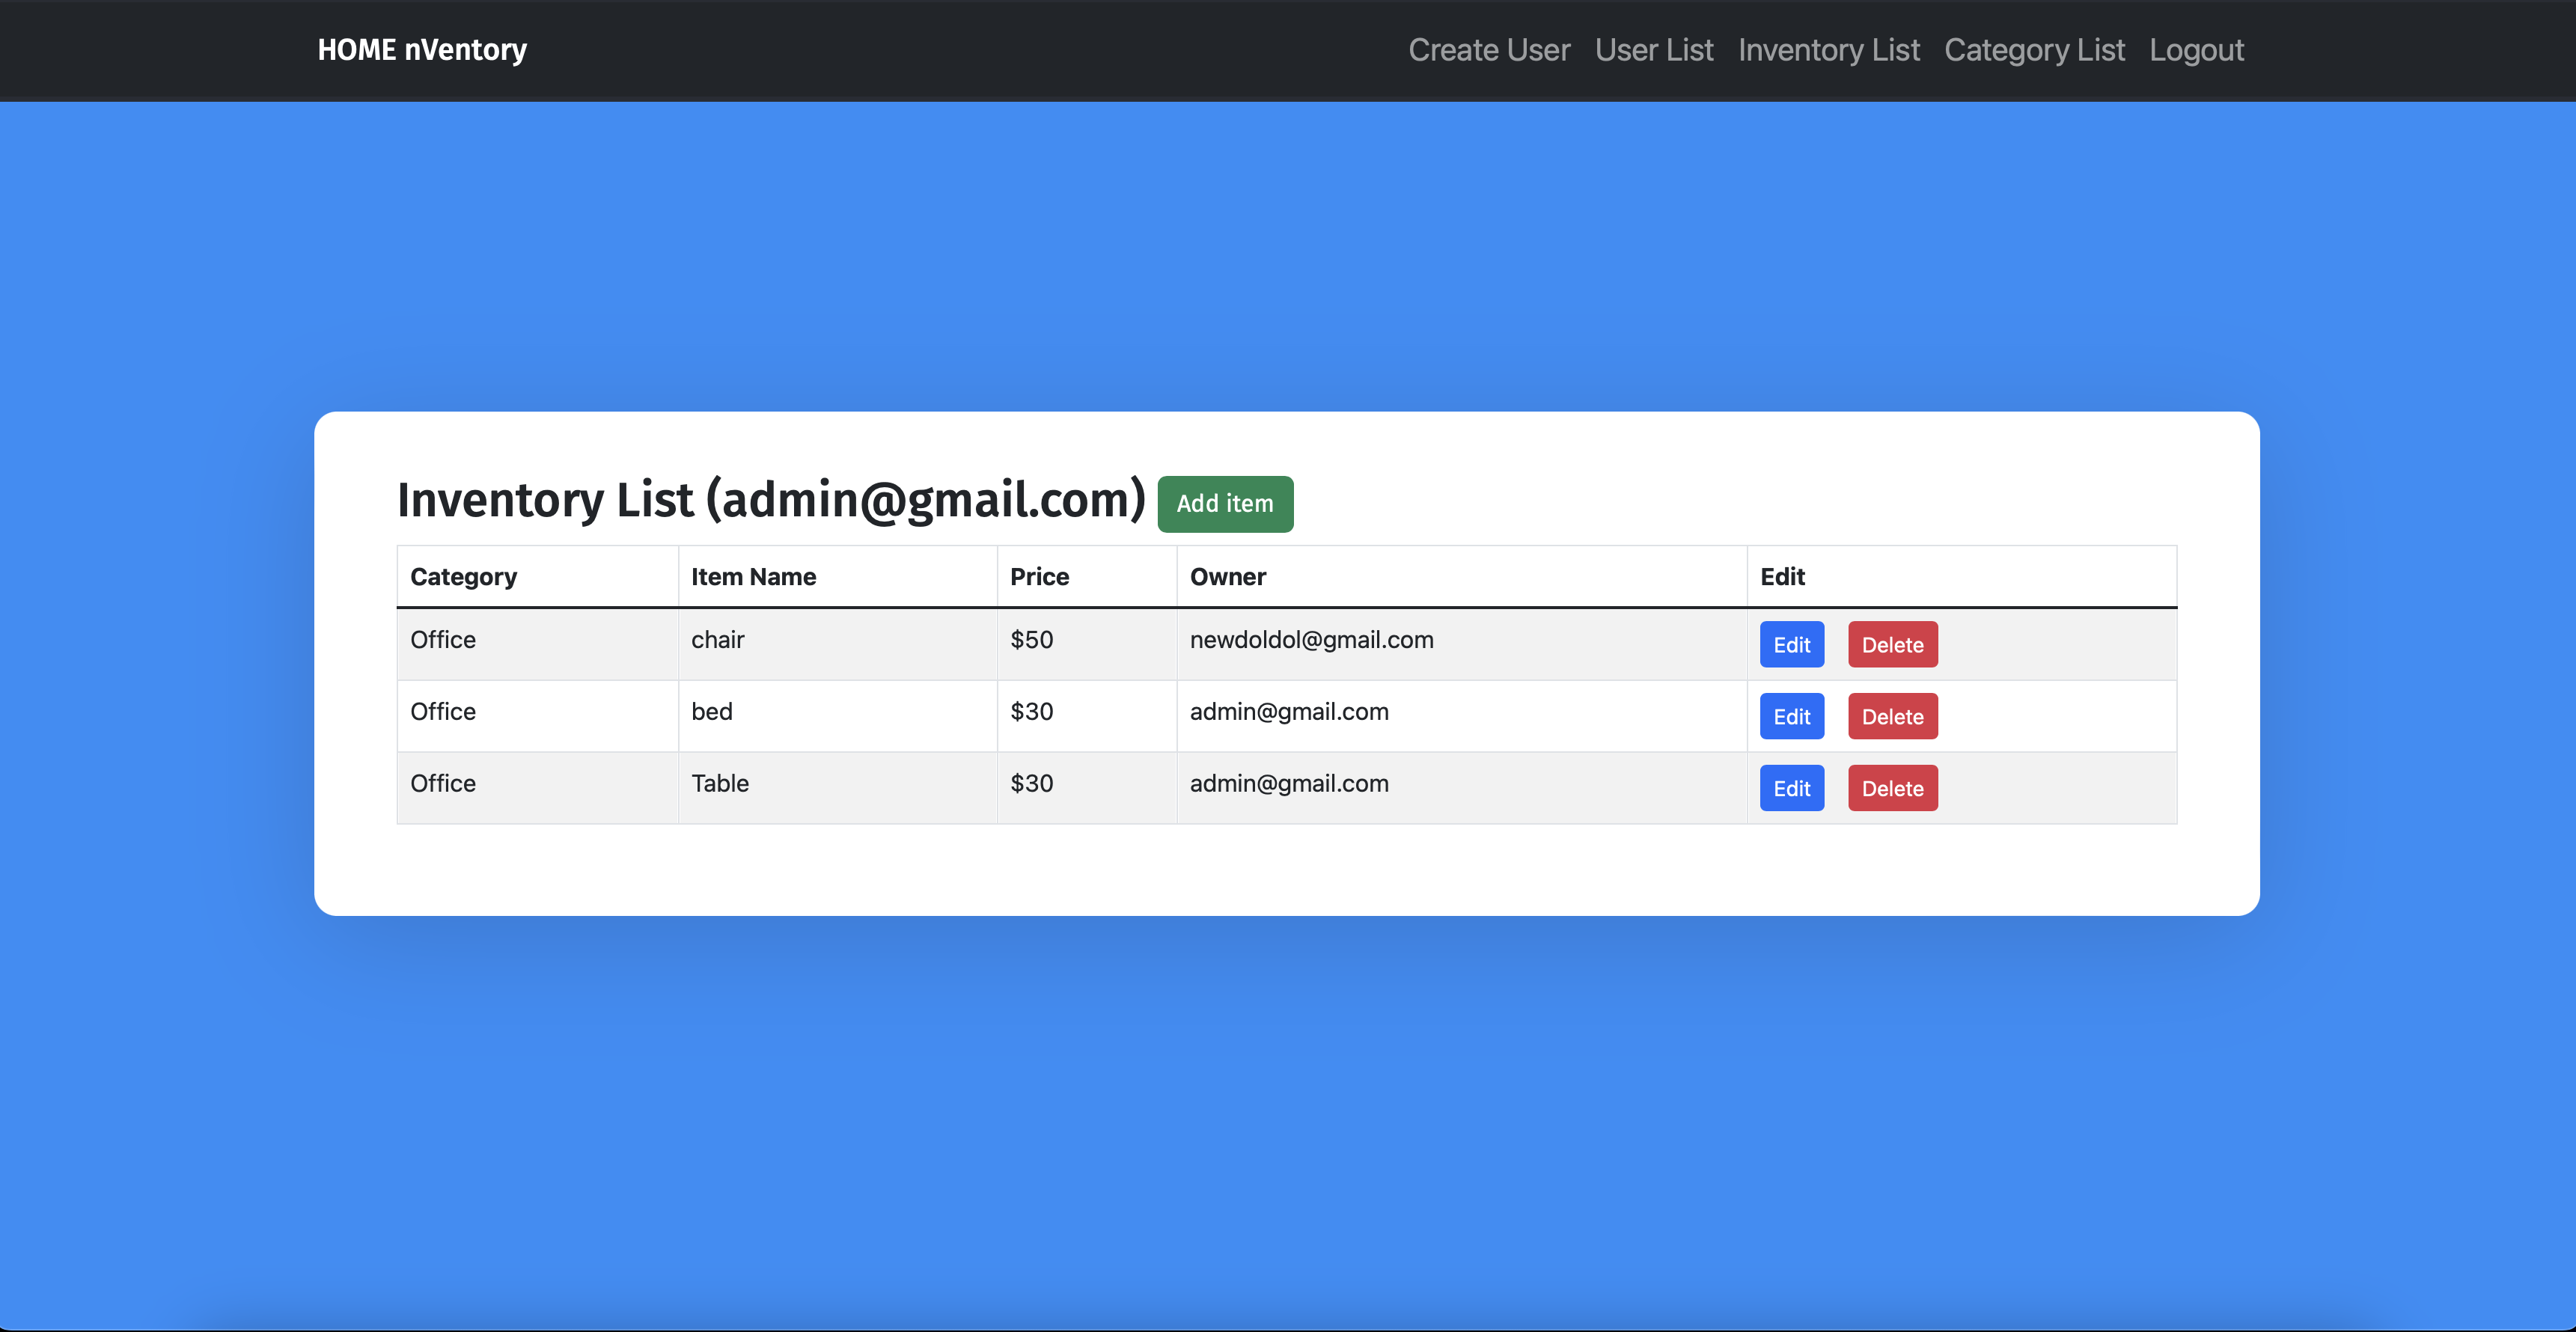 HOME nVentory Create User User List Inventory List Category List Logout
Inventory List (admin@gmail.com) Add item
Category Item Name Price Owner Edit
Office chair $50 newdoldol@gmail.com Edit Delete
Office bed $30 admin@gmail.com Edit Delete
Office Table $30 admin@gmail.com Edit Delete